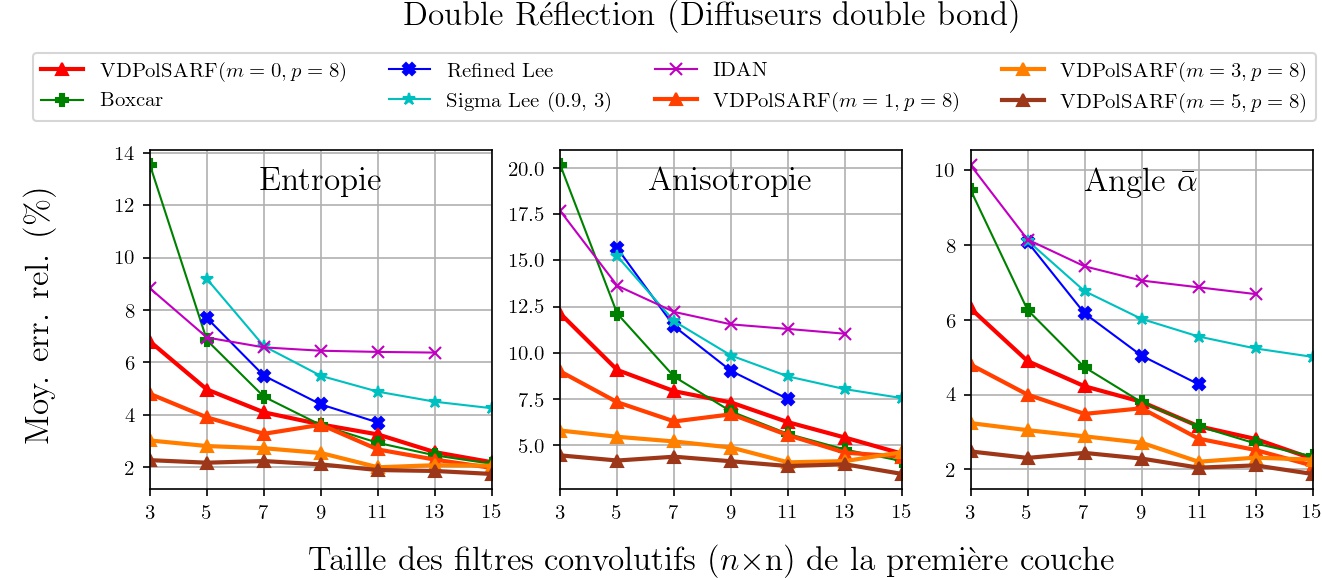 Double Réflection (Diffuseurs double bond)
VDPolSARF(m = 0, p = 8) Refined Lee IDAN VDPolSARF(m = 3, p = 8)
Boxcar Sigma Lee (0.9, 3) VDPolSARF(m = 1, p = 8) VDPolSARF(m = 5, p = 8)
Entropie Anisotropie Angle ᾱ
Moy. err. rel. (%)
14
12
10
8
6
4
2
3 5 7 9 11 13 15
20.0
17.5
15.0
12.5
10.0
7.5
5.0
3 5 7 9 11 13 15
10
8
6
4
2
3 5 7 9 11 13 15
Taille des filtres convolutifs (n×n) de la première couche